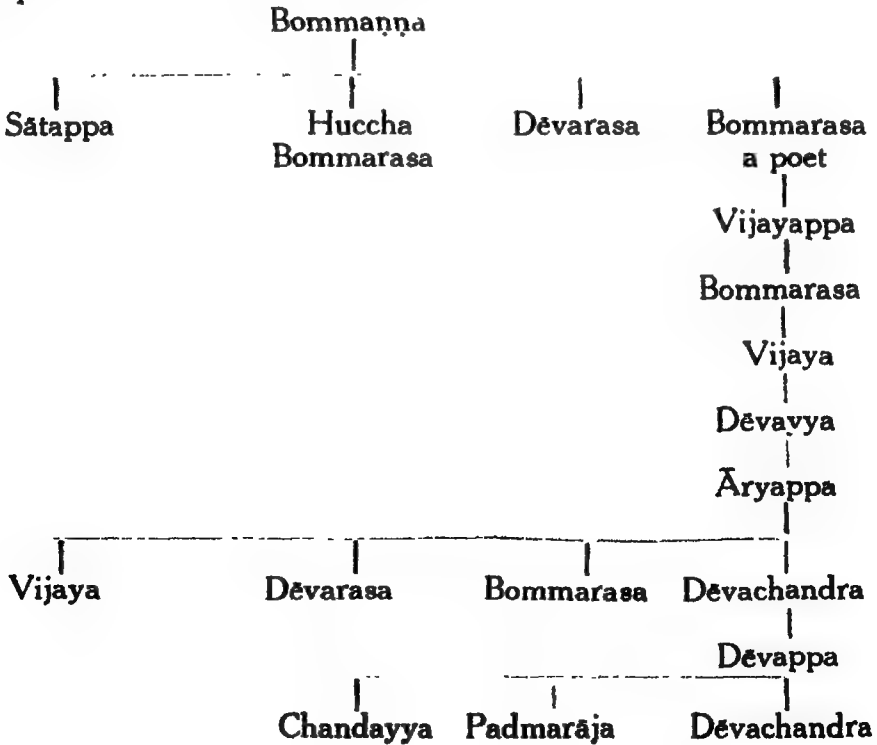 Bommaṇṇa
Sātappa Huccha Dēvarasa Bommarasa
Bommarasa a poet
Vijayappa
Bommarasa
Vijaya
Dēvayya
Āryappa
Vijaya Dēvarasa Bommarasa Dēvachandra
Dēvappa
Chandayya Padmarāja Dēvachandra